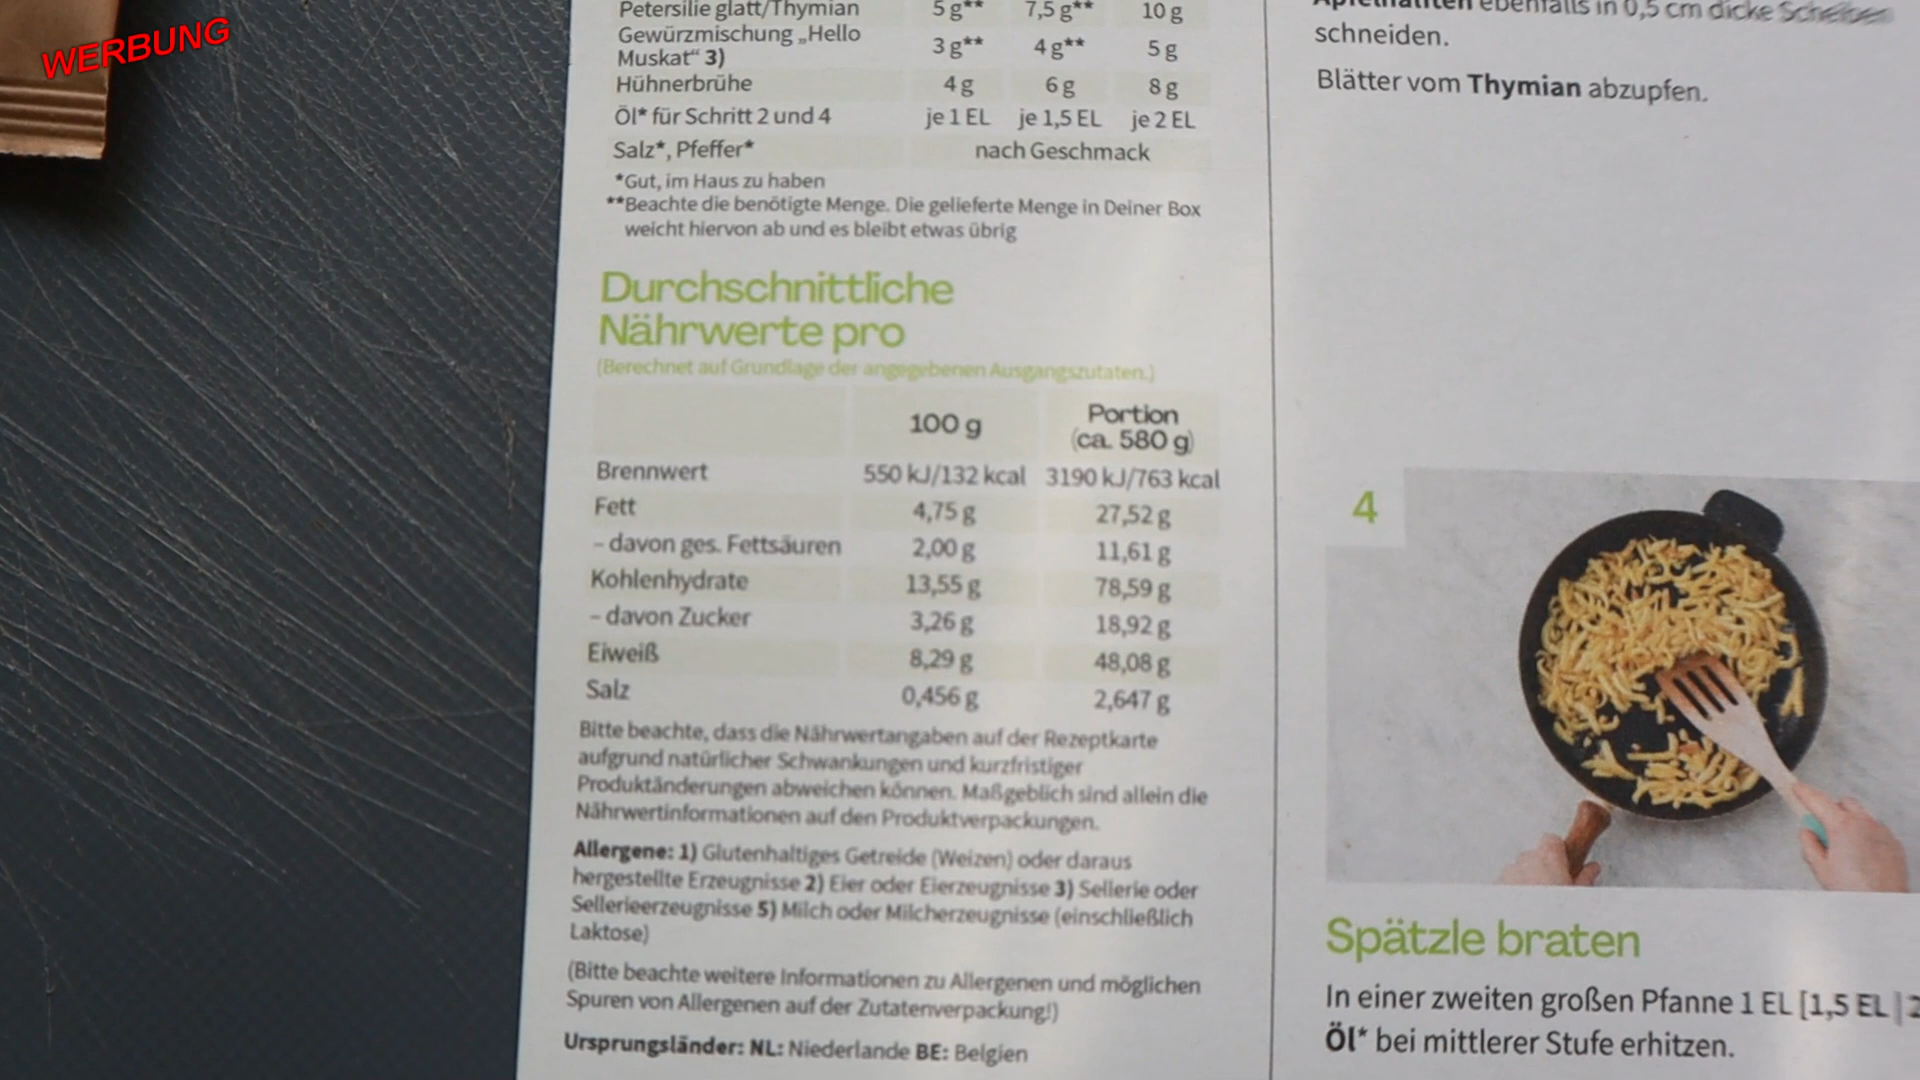 WERBUNG
Petersilie glatt/Thymian 5 g** 7,5 g** 10 g
Gewürzmischung „Hello
Muskat“ 3) 3 g** 4 g** 5 g
Hühnerbrühe 4 g 6 g 8 g
Öl* für Schritt 2 und 4 je 1 EL je 1,5 EL je 2 EL
Salz*, Pfeffer* nach Geschmack
*Gut, im Haus zu haben
**Beachte die benötigte Menge. Die gelieferte Menge in Deiner Box
weicht hiervon ab und es bleibt etwas übrig
Durchschnittliche
Nährwerte pro
(Berechnet auf Grundlage der angegebenen Ausgangszutaten.)
100 g Portion
(ca. 580 g)
Brennwert 550 kJ/132 kcal 3190 kJ/763 kcal
Fett 4,75 g 27,52 g
– davon ges. Fettsäuren 2,00 g 11,61 g
Kohlenhydrate 13,55 g 78,59 g
– davon Zucker 3,26 g 18,92 g
Eiweiß 8,29 g 48,08 g
Salz 0,456 g 2,647 g
Bitte beachte, dass die Nährwertangaben auf der Rezeptkarte
aufgrund natürlicher Schwankungen und kurzfristiger
Produktänderungen abweichen können. Maßgeblich sind allein die
Nährwertinformationen auf den Produktverpackungen.
Allergene: 1) Glutenhaltiges Getreide (Weizen) oder daraus
hergestellte Erzeugnisse 2) Eier oder Eierzeugnisse 3) Sellerie oder
Sellerieerzeugnisse 5) Milch oder Milcherzeugnisse (einschließlich
Laktose)
(Bitte beachte weitere Informationen zu Allergenen und möglichen
Spuren von Allergenen auf der Zutatenverpackung!)
Ursprungsländer: NL: Niederlande BE: Belgien
Apfelhälften ebenfalls in 0,5 cm dicke Scheiben
schneiden.
Blätter vom Thymian abzupfen.
4
Spätzle braten
In einer zweiten großen Pfanne 1 EL [1,5 EL | 2
Öl* bei mittlerer Stufe erhitzen.